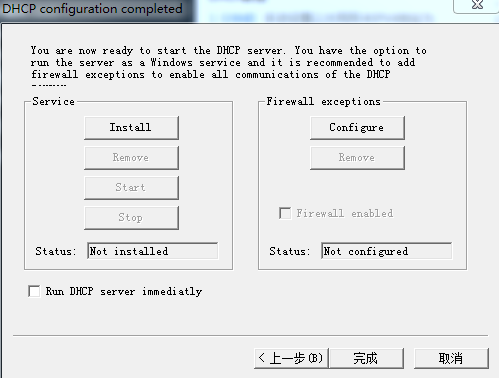 DHCP configuration completed
You are now ready to start the DHCP server. You have the option to
run the server as a Windows service and it is recommended to add
firewall exceptions to enable all communications of the DHCP
Service
Install
Remove
Start
Stop
Status: Not installed
Firewall exceptions
Configure
Remove
Firewall enabled
Status: Not configured
Run DHCP server immediatly
< 上一步(B)
完成
取消